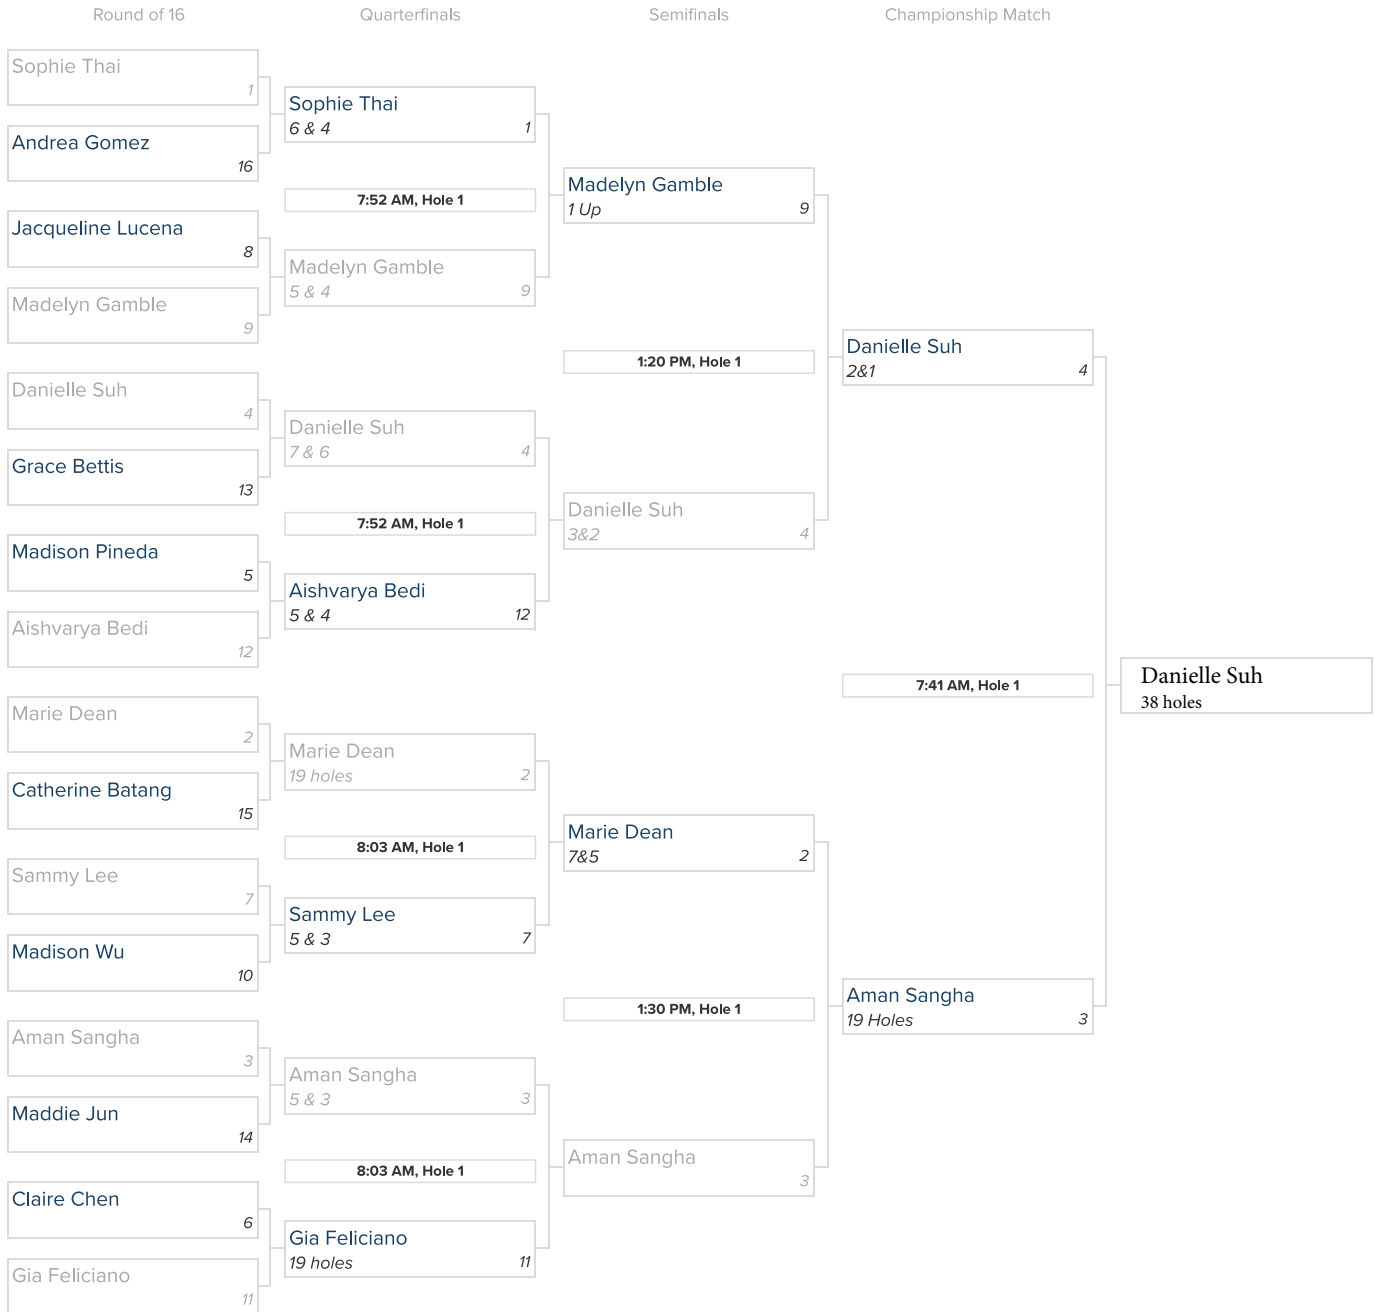 Round of 16
Quarterfinals
Semifinals
Championship Match
Sophie Thai
1
Andrea Gomez
16
Jacqueline Lucena
8
Madelyn Gamble
9
Danielle Suh
4
Grace Bettis
13
Madison Pineda
5
Aishvarya Bedi
12
Marie Dean
2
Catherine Batang
15
Sammy Lee
7
Madison Wu
10
Aman Sangha
3
Maddie Jun
14
Claire Chen
6
Gia Feliciano
11
Sophie Thai
6 & 4 1
7:52 AM, Hole 1
Madelyn Gamble
5 & 4 9
Danielle Suh
7 & 6 4
7:52 AM, Hole 1
Aishvarya Bedi
5 & 4 12
Marie Dean
19 holes 2
8:03 AM, Hole 1
Sammy Lee
5 & 3 7
Aman Sangha
5 & 3 3
8:03 AM, Hole 1
Gia Feliciano
19 holes 11
Madelyn Gamble
1 Up 9
1:20 PM, Hole 1
Danielle Suh
3&2 4
Marie Dean
7&5 2
1:30 PM, Hole 1
Aman Sangha
3
Danielle Suh
2&1 4
7:41 AM, Hole 1
Aman Sangha
19 Holes 3
Danielle Suh
38 holes